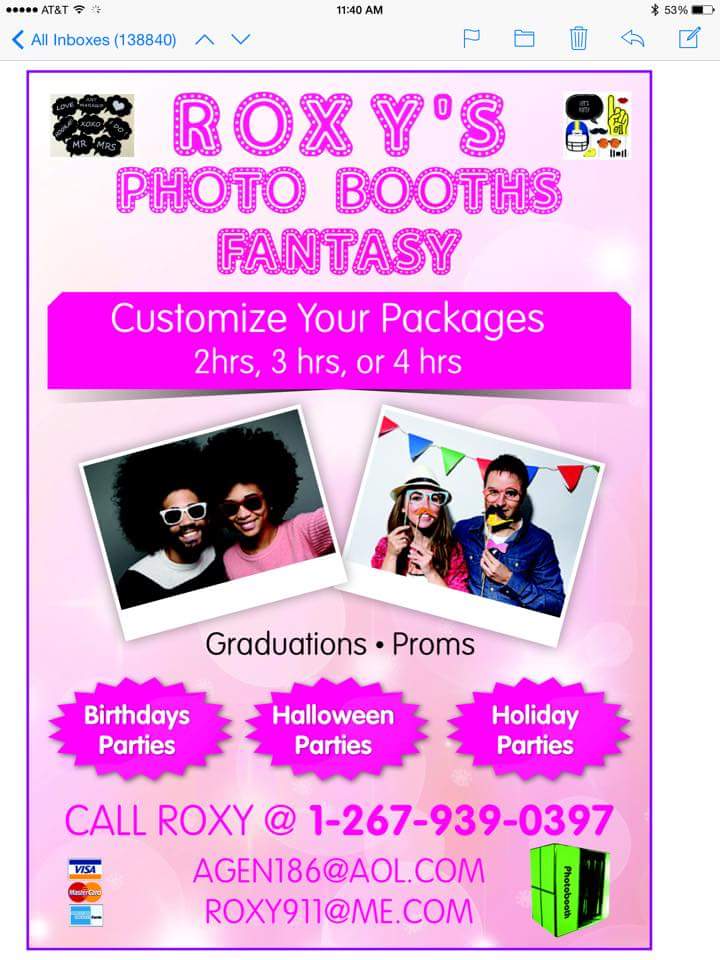 AT&T
11:40 AM
53%
All Inboxes (138840)
LOVE
XOXO
I DO
MR
MRS
ROXY'S
PHOTO BOOTHS
FANTASY
Customize Your Packages
2hrs, 3 hrs, or 4 hrs
Graduations • Proms
Birthdays
Parties
Halloween
Parties
Holiday
Parties
CALL ROXY @ 1-267-939-0397
VISA
MasterCard
AGEN186@AOL.COM
ROXY911@ME.COM
Photobooth